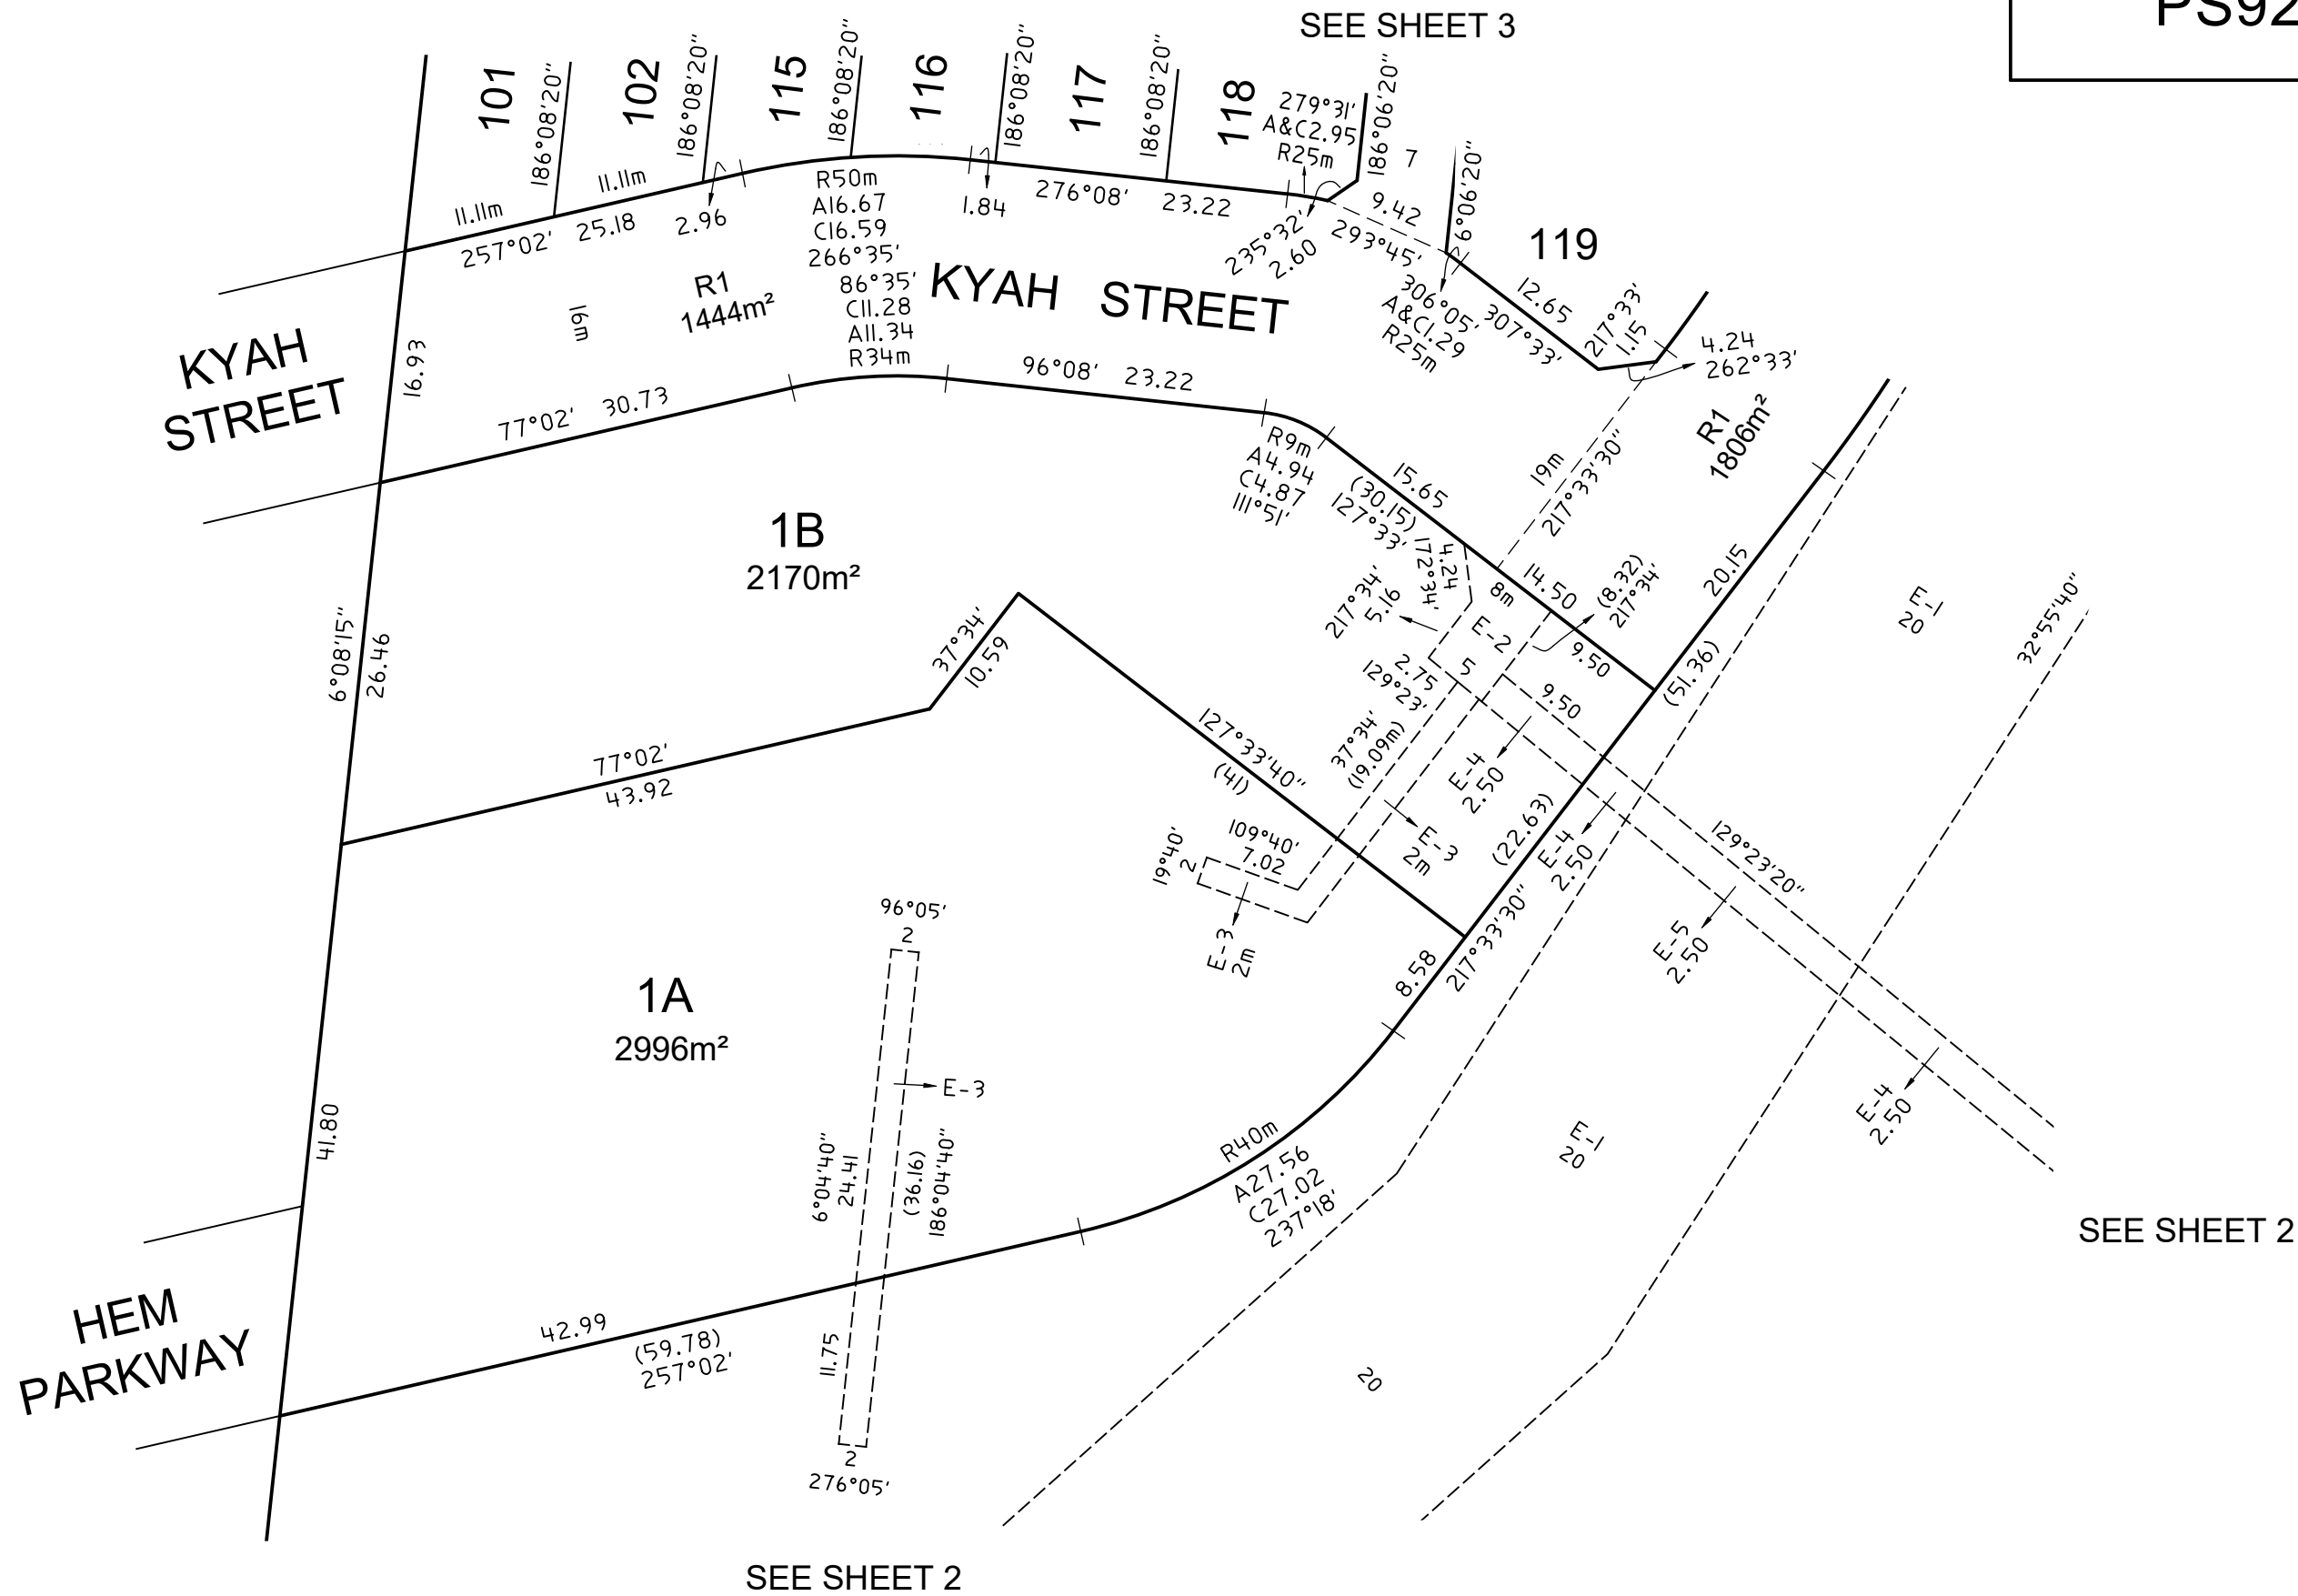 PS92
SEE SHEET 3
101
186°08'20"
102
186°08'20"
115
186°08'20"
116
186°08'20"
117
186°08'20"
118
279°31'
A&C2.95
R25m
186°06'20"
7
6°06'20"
119
11.11m
11.11m
257°02'
25.18
2.96
R50m
A16.67
C16.59
266°35'
86°35'
C11.28
A11.34
R34m
1.84
276°08'
23.22
235°32'
2.60
9.42
293°45'
306°05'
A&C1.29
R25m
12.65
307°33'
217°33'
1.15
4.24
262°33'
R1
1444m²
16m
KYAH STREET
KYAH
STREET
16.93
77°02'
30.73
96°08'
23.22
R9m
A4.94
C4.87
111°51'
15.65
(30.15)
127°33'
19m
217°33'30"
R1
1806m²
1B
2170m²
4.24
172°34'
217°34'
5.16
8m
14.50
(8.32)
217°34'
20.15
E-2
5
9.50
2.75
129°23'
9.50
(51.36)
E-1
20
32°55'40"
6°08'15"
26.46
37°34'
10.59
77°02'
43.92
127°33'40"
(41)
37°34'
(19.09m)
E-4
2.50
E-3
2m
109°40'
7.02
19°40'
2
E-3
2m
(22.63)
E-4
2.50
129°23'20"
E-5
2.50
E-4
2.50
8.58
217°33'30"
1A
2996m²
96°05'
2
E-3
6°04'40"
24.41
(36.16)
186°04'40"
R40m
A27.56
C27.02
237°18'
E-1
20
41.80
SEE SHEET 2
HEM
PARKWAY
42.99
(59.78)
257°02'
11.75
2
276°05'
20
SEE SHEET 2